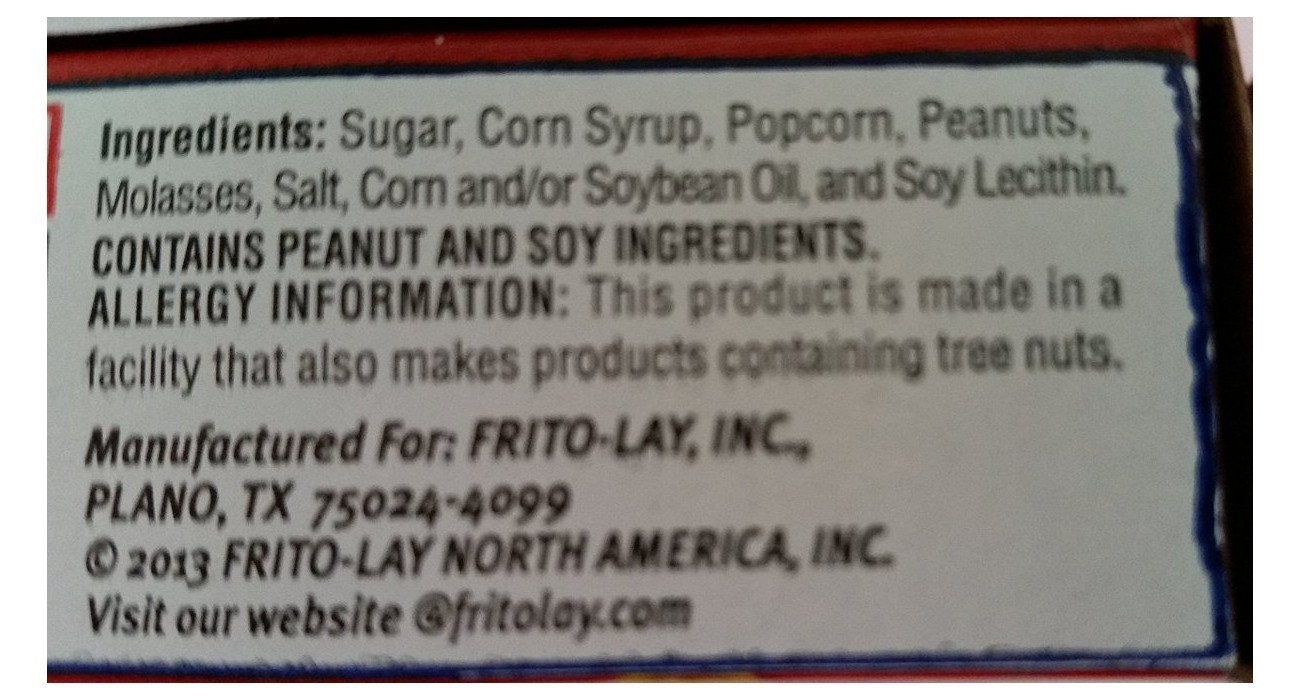 Ingredients: Sugar, Corn Syrup, Popcorn, Peanuts,
Molasses, Salt, Corn and/or Soybean Oil, and Soy Lecithin.
CONTAINS PEANUT AND SOY INGREDIENTS.
ALLERGY INFORMATION: This product is made in a
facility that also makes products containing tree nuts.
Manufactured For: FRITO-LAY, INC.,
PLANO, TX 75024-4099
© 2013 FRITO-LAY NORTH AMERICA, INC.
Visit our website @fritolay.com